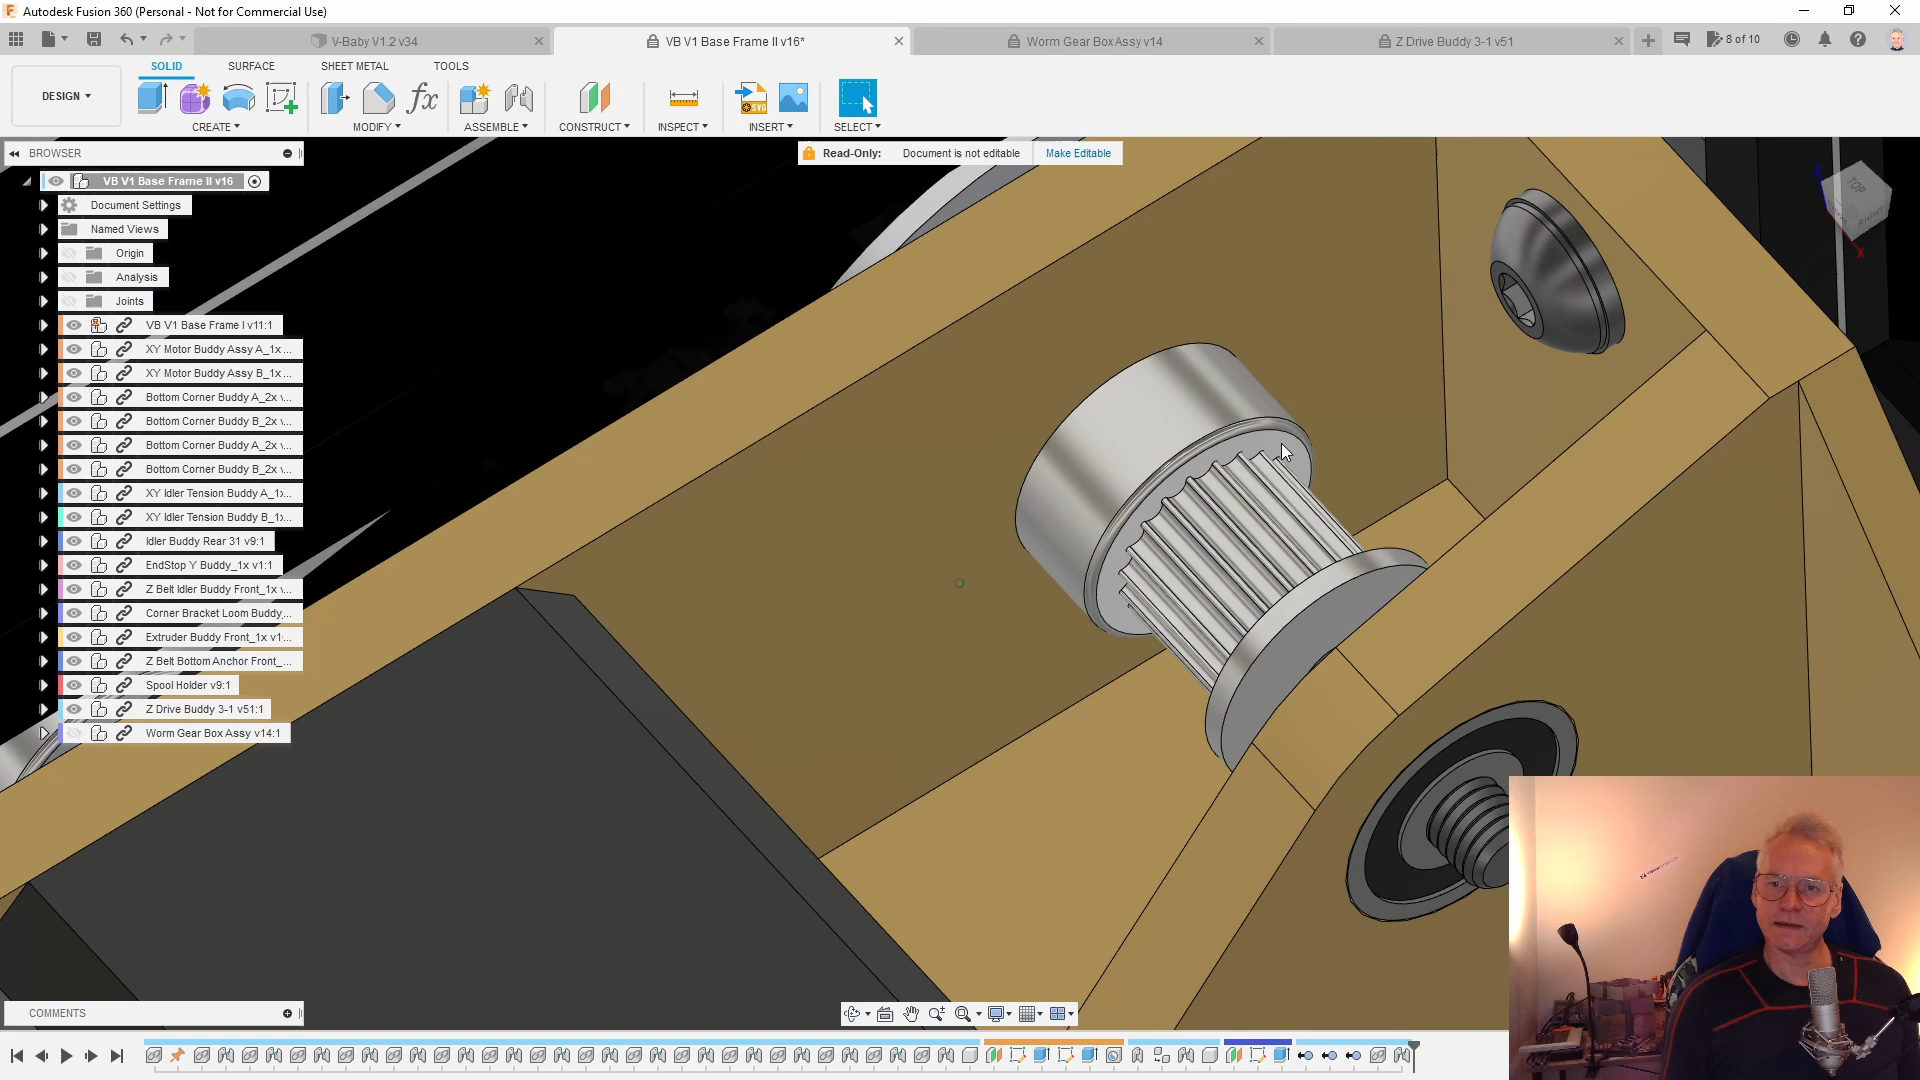 Autodesk Fusion 360 (Personal - Not for Commercial Use)
V-Baby V1.2 v34
VB V1 Base Frame II v16*
Worm Gear Box Assy v14
Z Drive Buddy 3-1 v51
8 of 10
DESIGN
SOLID
SURFACE
SHEET METAL
TOOLS
CREATE
MODIFY
ASSEMBLE
CONSTRUCT
INSPECT
INSERT
SELECT
BROWSER
Read-Only: Document is not editable
Make Editable
VB V1 Base Frame II v16
Document Settings
Named Views
Origin
Analysis
Joints
VB V1 Base Frame I v11:1
XY Motor Buddy Assy A_1x ...
XY Motor Buddy Assy B_1x ...
Bottom Corner Buddy A_2x
Bottom Corner Buddy B_2x
Bottom Corner Buddy A_2x
Bottom Corner Buddy B_2x
XY Idler Tension Buddy A_1x...
XY Idler Tension Buddy B_1x...
Idler Buddy Rear 31 v9:1
EndStop Y Buddy_1x v1:1
Z Belt Idler Buddy Front_1x
Corner Bracket Loom Buddy
Extruder Buddy Front_1x v1...
Z Belt Bottom Anchor Front_...
Spool Holder v9:1
Z Drive Buddy 3-1 v51:1
Worm Gear Box Assy v14:1
TOP
RIGHT
Z
X
COMMENTS